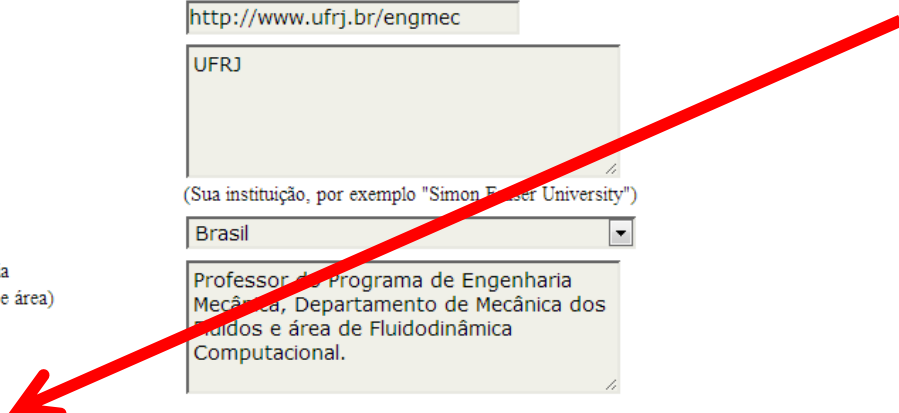 http://www.ufrj.br/engmec
UFRJ
(Sua instituição, por exemplo "Simon Fraser University")
Brasil
e área)
Professor do Programa de Engenharia
Mecânica, Departamento de Mecânica dos
Fluidos e área de Fluidodinâmica
Computacional.